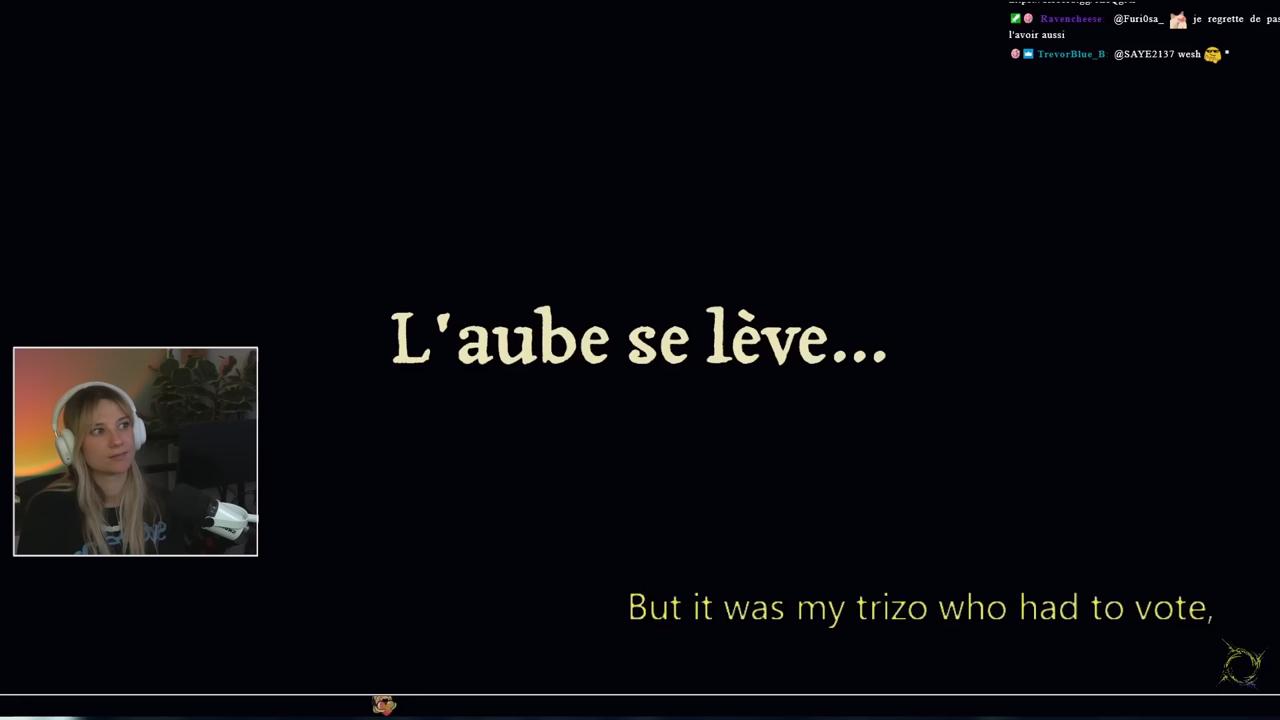 Ravencheese: @Furi0sa_ je regrette de pas
l'avoir aussi
TrevorBlue_B: @SAYE2137 wesh *
L'aube se lève...
But it was my trizo who had to vote,